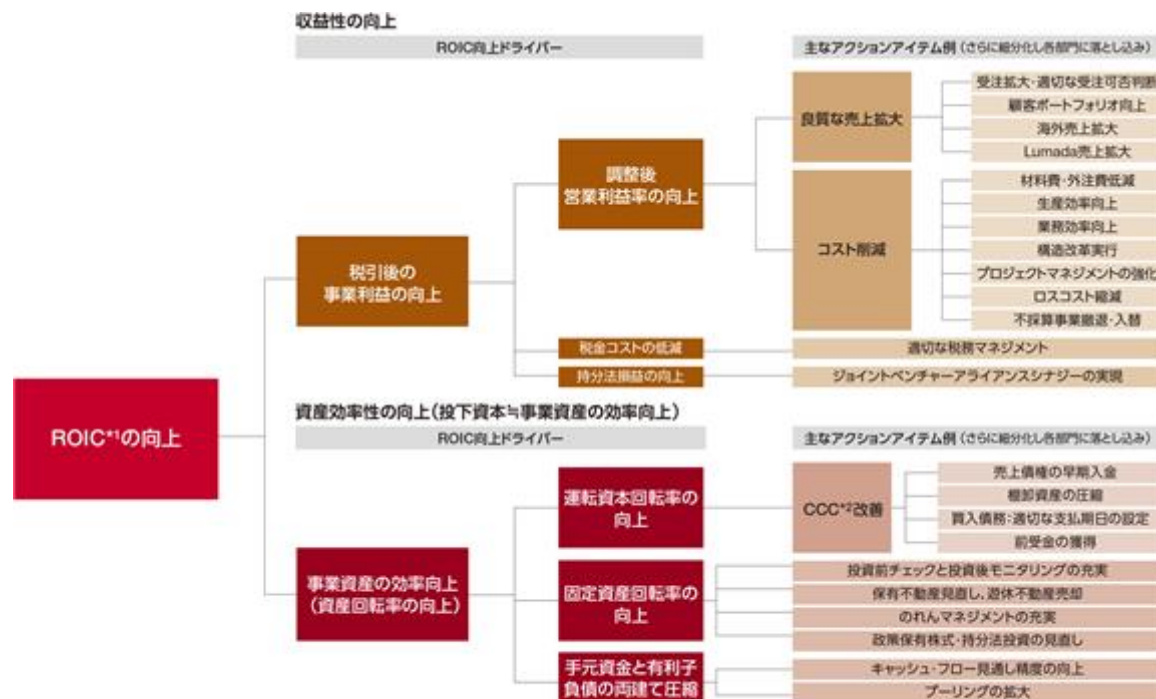 収益性の向上
ROIC向上ドライバー
主なアクションアイテム例（さらに細分化し各部門に落とし込み）
良質な売上拡大
受注拡大・適切な受注可否判断
顧客ポートフォリオ向上
海外売上拡大
Lumada売上拡大
調整後
営業利益率の向上
コスト削減
材料費・外注費低減
生産効率向上
業務効率向上
構造改革実行
プロジェクトマネジメントの強化
ロスコスト縮減
不採算事業撤退・入替
税引後の
事業利益の向上
税金コストの低減
適切な税務マネジメント
持分法損益の向上
ジョイントベンチャーアライアンスシナジーの実現
ROIC*1の向上
資産効率性の向上（投下資本≒事業資産の効率向上）
ROIC向上ドライバー
主なアクションアイテム例（さらに細分化し各部門に落とし込み）
運転資本回転率の
向上
CCC*2改善
売上債権の早期入金
棚卸資産の圧縮
買入債務：適切な支払期日の設定
前受金の獲得
事業資産の効率向上
（資産回転率の向上）
固定資産回転率の
向上
投資前チェックと投資後モニタリングの充実
保有不動産見直し、遊休不動産売却
のれんマネジメントの充実
政策保有株式・持分法投資の見直し
手元資金と有利子
負債の両建て圧縮
キャッシュ・フロー見通し精度の向上
プーリングの拡大